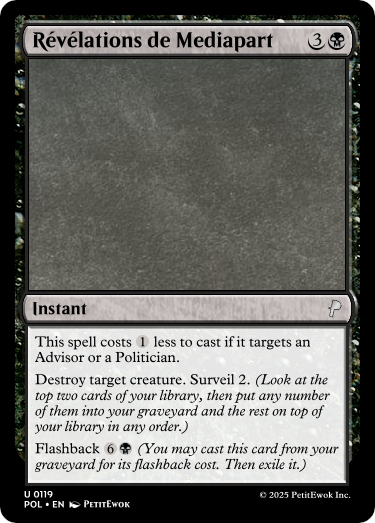 Révélations de Mediapart 3
Instant
This spell costs 1 less to cast if it targets an
Advisor or a Politician.
Destroy target creature. Surveil 2. (Look at the
top two cards of your library, then put any
number of them into your graveyard and the rest on top of
your library in any order.)
Flashback 6 (You may cast this card from your
graveyard for its flashback cost. Then exile it.)
U 0119
POL • EN PetitEwok
© 2025 PetitEwok Inc.